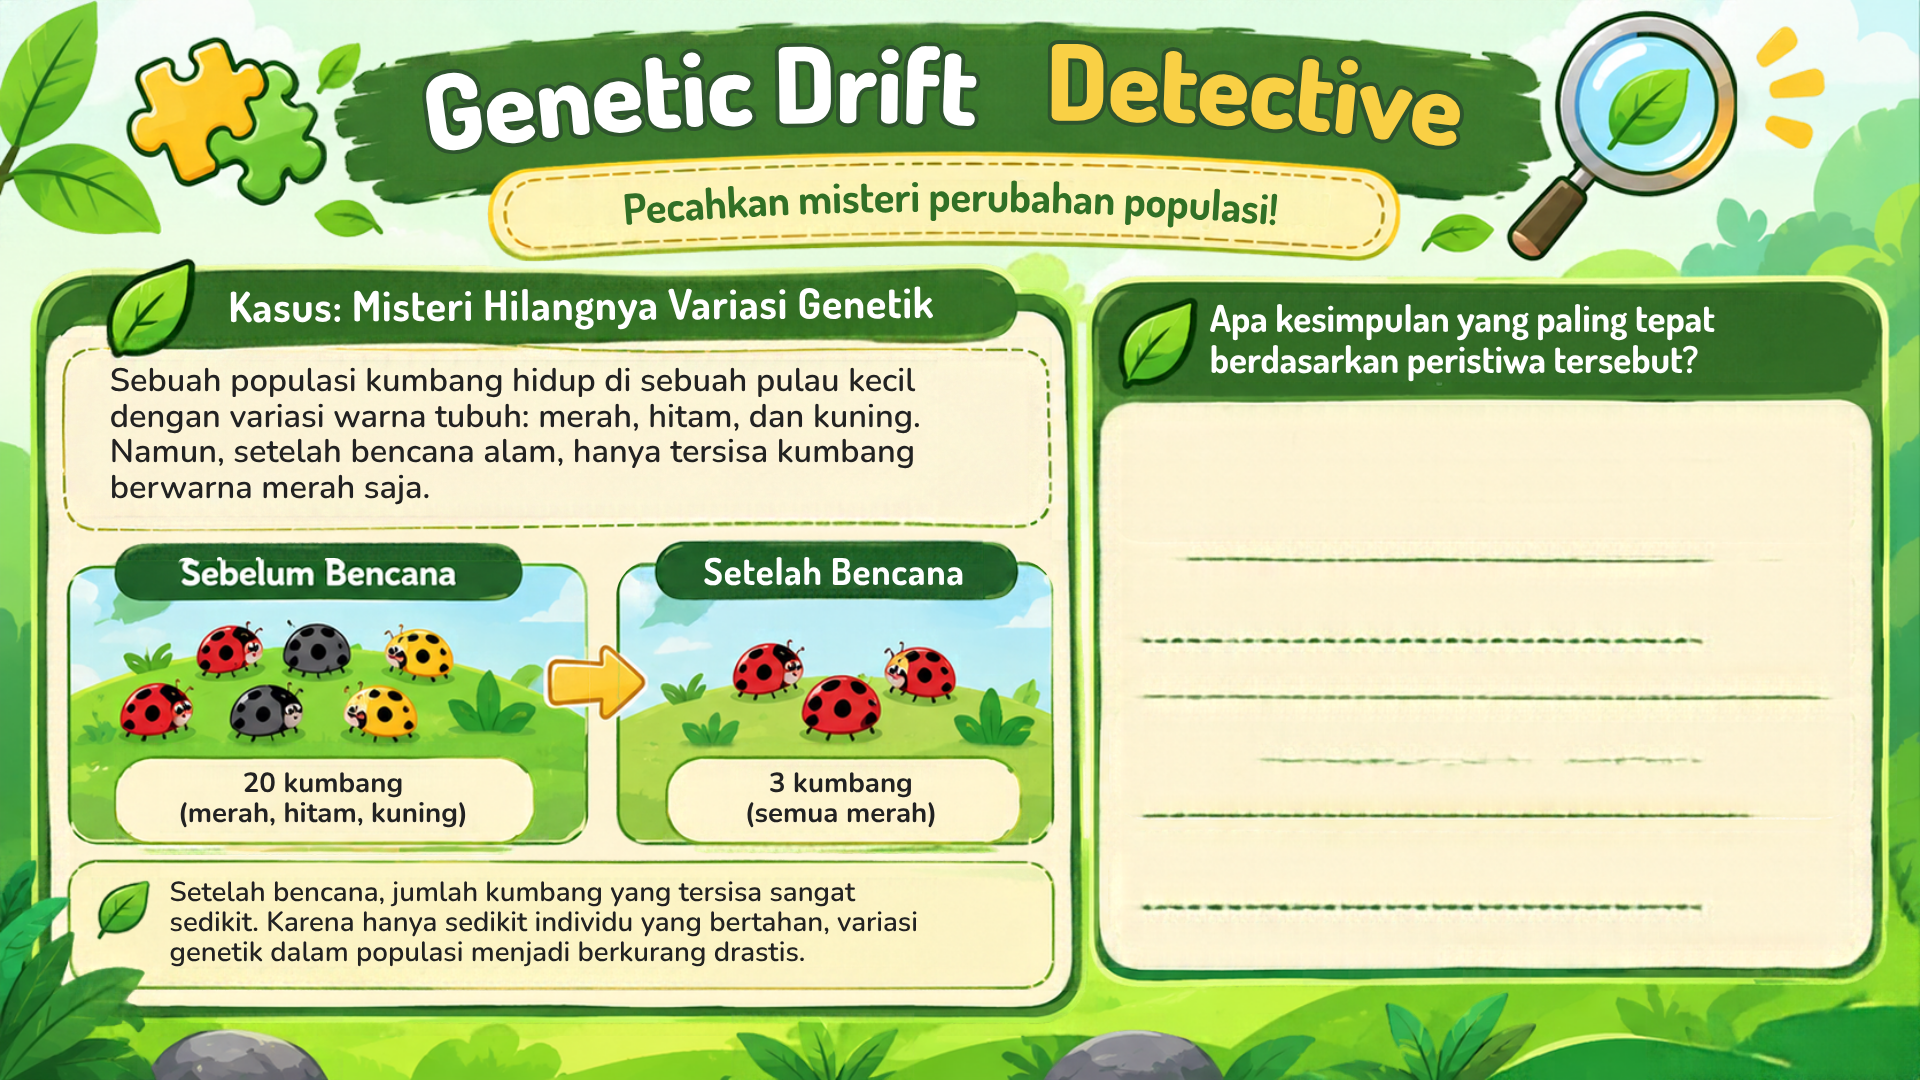 Genetic Drift Detective
Pecahkan misteri perubahan populasi!
Kasus: Misteri Hilangnya Variasi Genetik
Sebuah populasi kumbang hidup di sebuah pulau kecil
dengan variasi warna tubuh: merah, hitam, dan kuning.
Namun, setelah bencana alam, hanya tersisa kumbang
berwarna merah saja.
Sebelum Bencana
20 kumbang
(merah, hitam, kuning)
Setelah Bencana
3 kumbang
(semua merah)
Setelah bencana, jumlah kumbang yang tersisa sangat
sedikit. Karena hanya sedikit individu yang bertahan, variasi
genetik dalam populasi menjadi berkurang drastis.
Apa kesimpulan yang paling tepat
berdasarkan peristiwa tersebut?